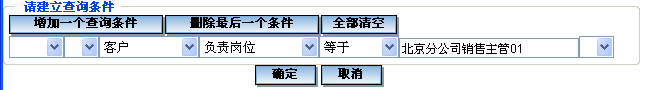 请建立查询条件
增加一个查询条件 删除最后一个条件 全部清空
客户 负责岗位 等于 北京分公司销售主管01
确定 取消